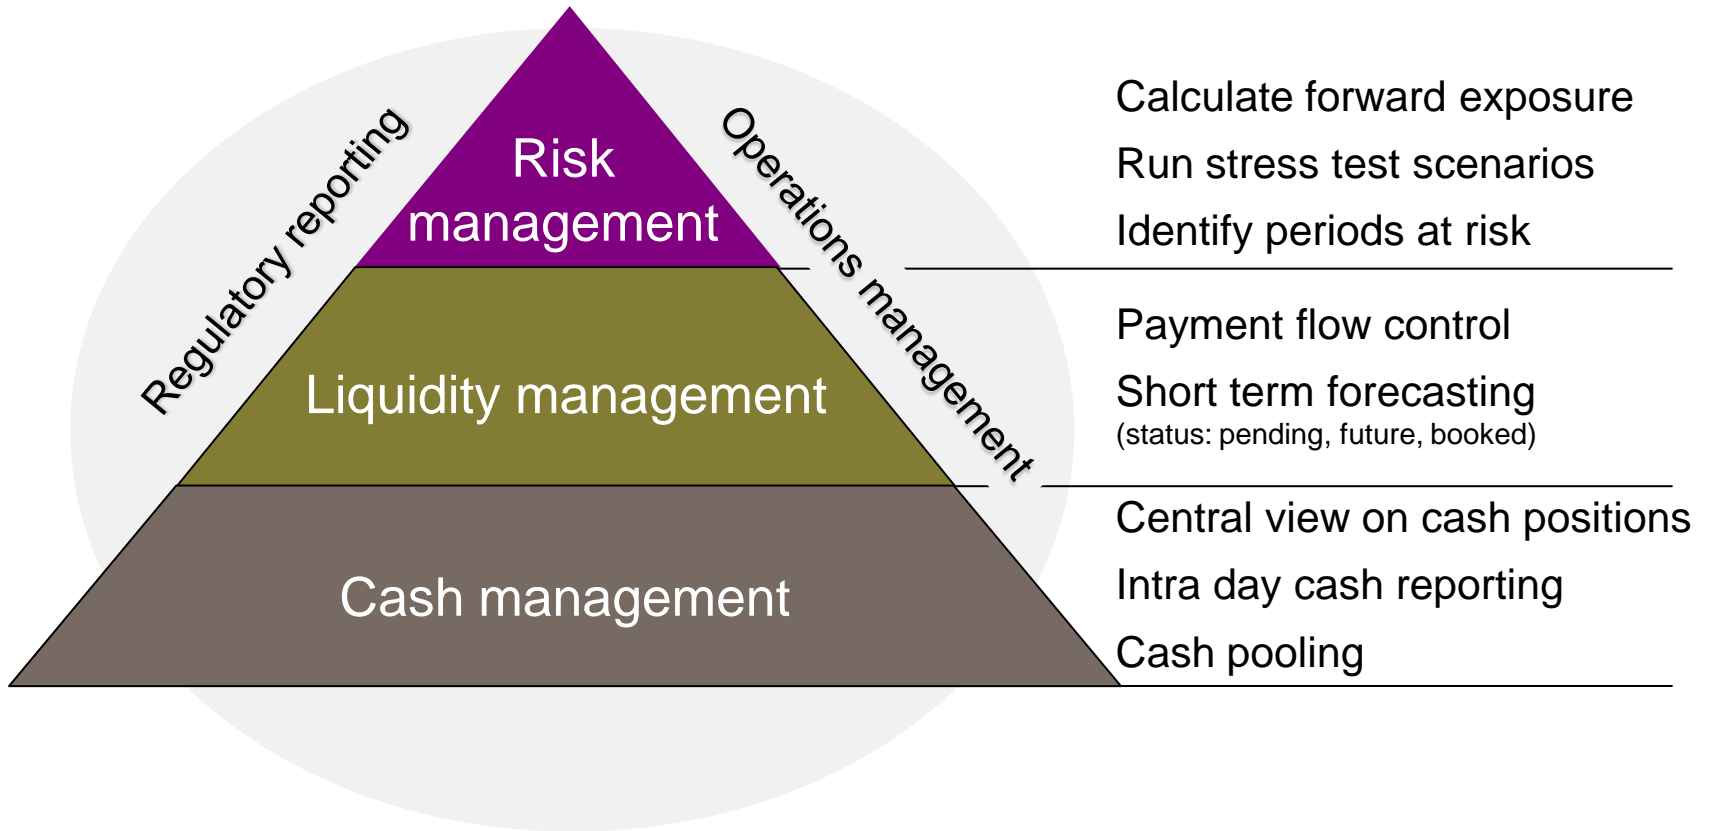 Regulatory reporting
Operations management
Risk
management
Calculate forward exposure
Run stress test scenarios
Identify periods at risk
Liquidity management
Payment flow control
Short term forecasting
(status: pending, future, booked)
Cash management
Central view on cash positions
Intra day cash reporting
Cash pooling